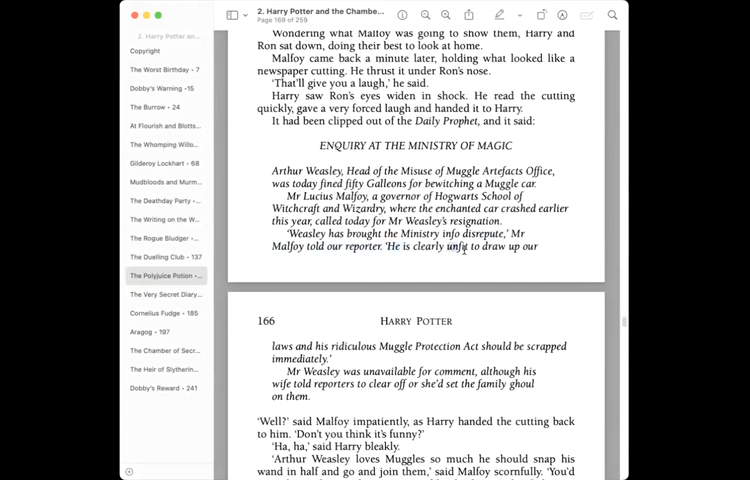 2. Harry Potter and the Chambe...
Page 169 of 259
2. Harry Potter an...
Copyright
The Worst Birthday • 7
Dobby's Warning •15
The Burrow • 24
At Flourish and Blotts...
The Whomping Willo...
Gilderoy Lockhart • 68
Mudbloods and Murm...
The Deathday Party •...
The Writing on the W...
The Rogue Bludger •...
The Duelling Club • 137
The Polyjuice Potion •...
The Very Secret Diary...
Cornelius Fudge • 185
Aragog • 197
The Chamber of Secr...
The Heir of Slytherin...
Dobby's Reward • 241
Wondering what Malfoy was going to show them, Harry and
Ron sat down, doing their best to look at home.
Malfoy came back a minute later, holding what looked like a
newspaper cutting. He thrust it under Ron's nose.
'That'll give you a laugh,' he said.
Harry saw Ron's eyes widen in shock. He read the cutting
quickly, gave a very forced laugh and handed it to Harry.
It had been clipped out of the Daily Prophet, and it said:
ENQUIRY AT THE MINISTRY OF MAGIC
Arthur Weasley, Head of the Misuse of Muggle Artefacts Office,
was today fined fifty Galleons for bewitching a Muggle car.
Mr Lucius Malfoy, a governor of Hogwarts School of
Witchcraft and Wizardry, where the enchanted car crashed earlier
this year, called today for Mr Weasley's resignation.
'Weasley has brought the Ministry info disrepute,' Mr
Malfoy told our reporter. 'He is clearly unfit to draw up our
166
HARRY POTTER
laws and his ridiculous Muggle Protection Act should be scrapped
immediately.'
Mr Weasley was unavailable for comment, although his
wife told reporters to clear off or she'd set the family ghoul
on them.
'Well?' said Malfoy impatiently, as Harry handed the cutting back
to him. 'Don't you think it's funny?'
'Ha, ha,' said Harry bleakly.
'Arthur Weasley loves Muggles so much he should snap his
wand in half and go and join them,' said Malfoy scornfully. 'You'd